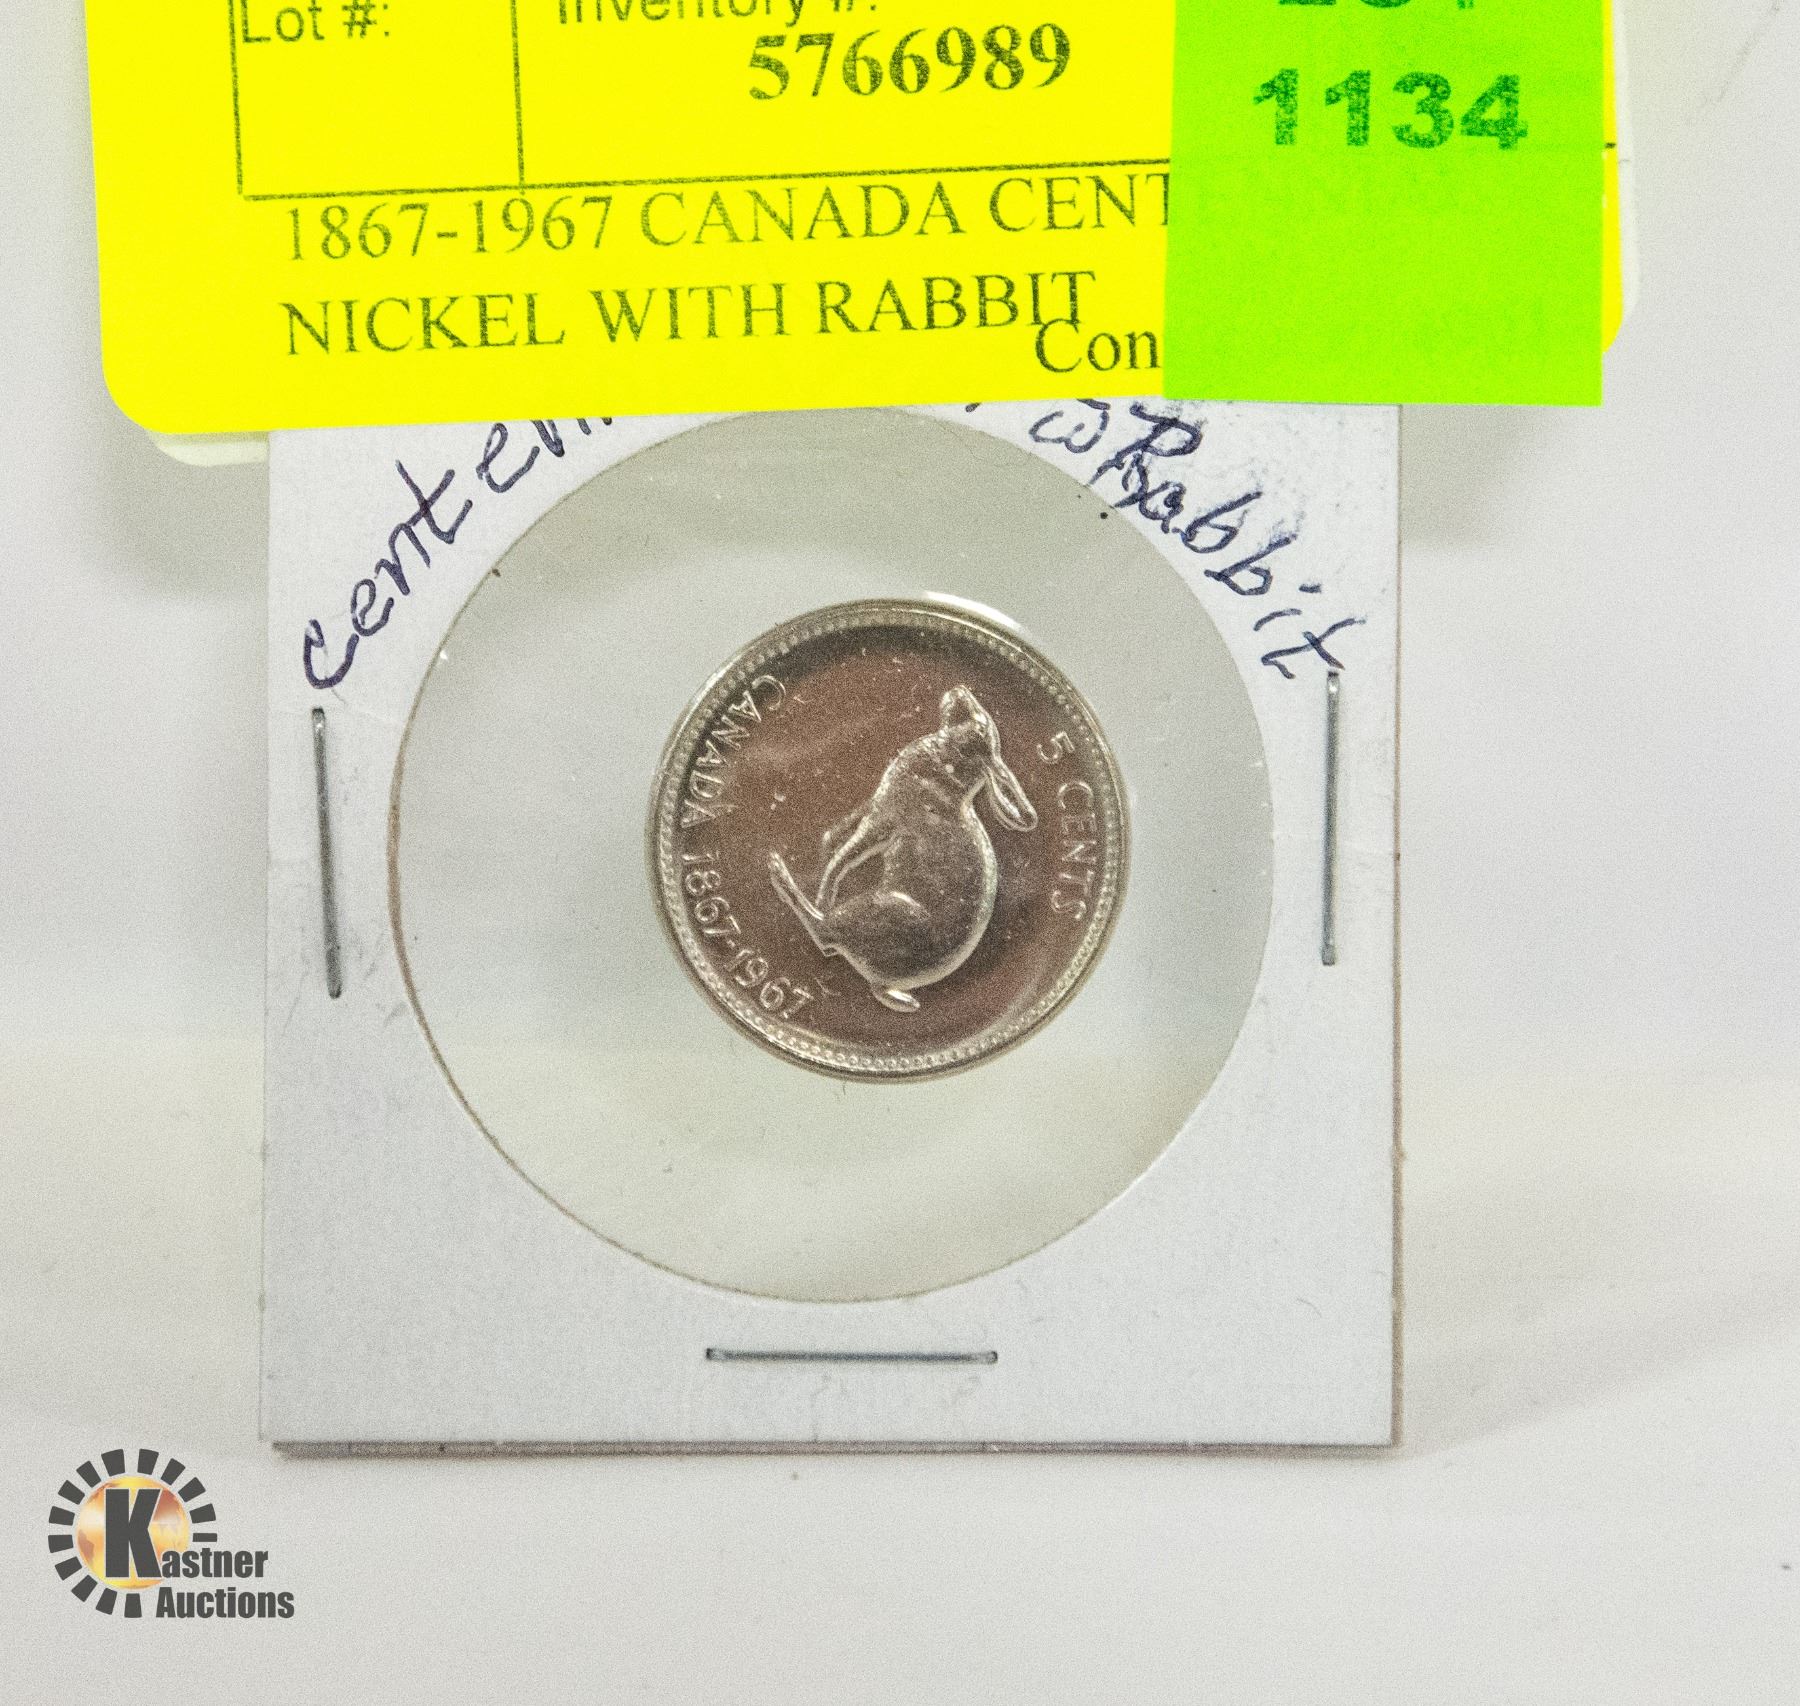 Lot #:
Inventory #:
5766989
1134
1867-1967 CANADA CENT
NICKEL WITH RABBIT
Con
centen
Rabbit
5 CENTS
CANADA 1867-1967
Kastner
Auctions